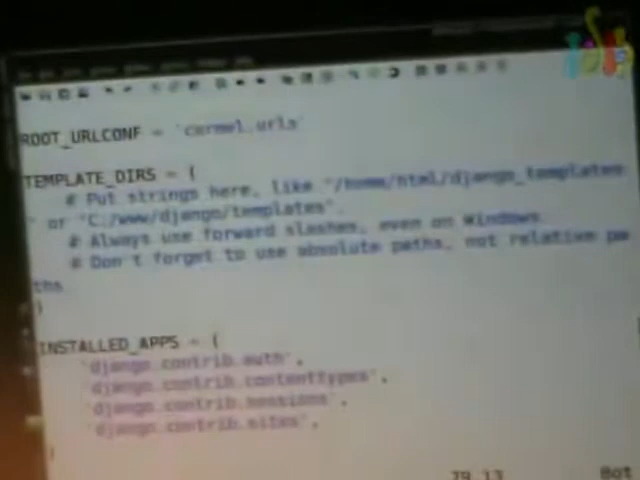 ROOT_URLCONF = 'carmel.urls'
TEMPLATE_DIRS = (
# Put strings here, like "/home/html/django_templates
" or "C:/www/django/templates".
# Always use forward slashes, even on Windows.
# Don't forget to use absolute paths, not relative pa
ths
)
INSTALLED_APPS = (
'django.contrib.auth',
'django.contrib.contenttypes',
'django.contrib.sessions',
'django.contrib.sites',
)
79,13 Bot